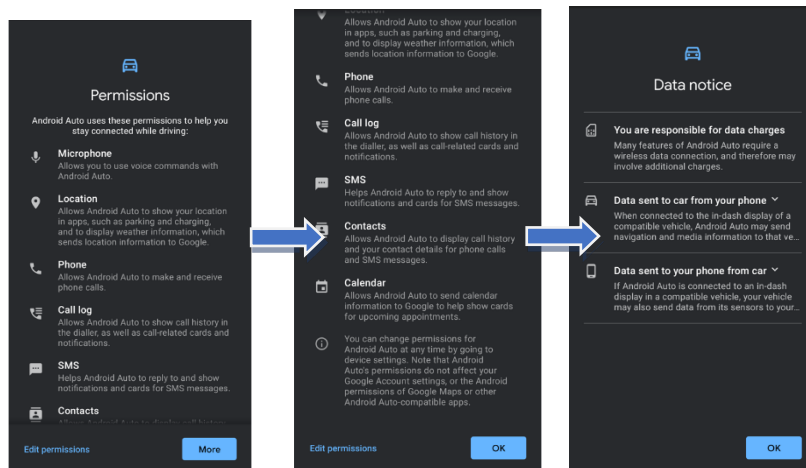 Permissions
Android Auto uses these permissions to help you
stay connected while driving:
Microphone
Allows you to use voice commands with
Android Auto.
Location
Allows Android Auto to show your location
in apps, such as parking and charging,
and to display weather information, which
sends location information to Google.
Phone
Allows Android Auto to make and receive
phone calls.
Call log
Allows Android Auto to show call history in
the dialler, as well as call-related cards and
notifications.
SMS
Helps Android Auto to reply to and show
notifications and cards for SMS messages.
Contacts
Edit permissions
More
Location
Allows Android Auto to show your location
in apps, such as parking and charging,
and to display weather information, which
sends location information to Google.
Phone
Allows Android Auto to make and receive
phone calls.
Call log
Allows Android Auto to show call history in
the dialler, as well as call-related cards and
notifications.
SMS
Helps Android Auto to reply to and show
notifications and cards for SMS messages.
Contacts
Allows Android Auto to display call history
and your contact details for phone calls
and SMS messages.
Calendar
Allows Android Auto to send calendar
information to Google to help show cards
for upcoming appointments.
You can change permissions for
Android Auto at any time by going to
device settings. Note that Android
Auto's permissions do not affect your
Google Account settings, or the Android
permissions of Google Maps or other
Android Auto-compatible apps.
Edit permissions
OK
Data notice
You are responsible for data charges
Many features of Android Auto require a
wireless data connection, and therefore may
involve additional charges.
Data sent to car from your phone
When connected to the in-dash display of a
compatible vehicle, Android Auto may send
navigation and media information to that ve...
Data sent to your phone from car
If Android Auto is connected to an in-dash
display in a compatible vehicle, your vehicle
may also send data from its sensors to your...
OK